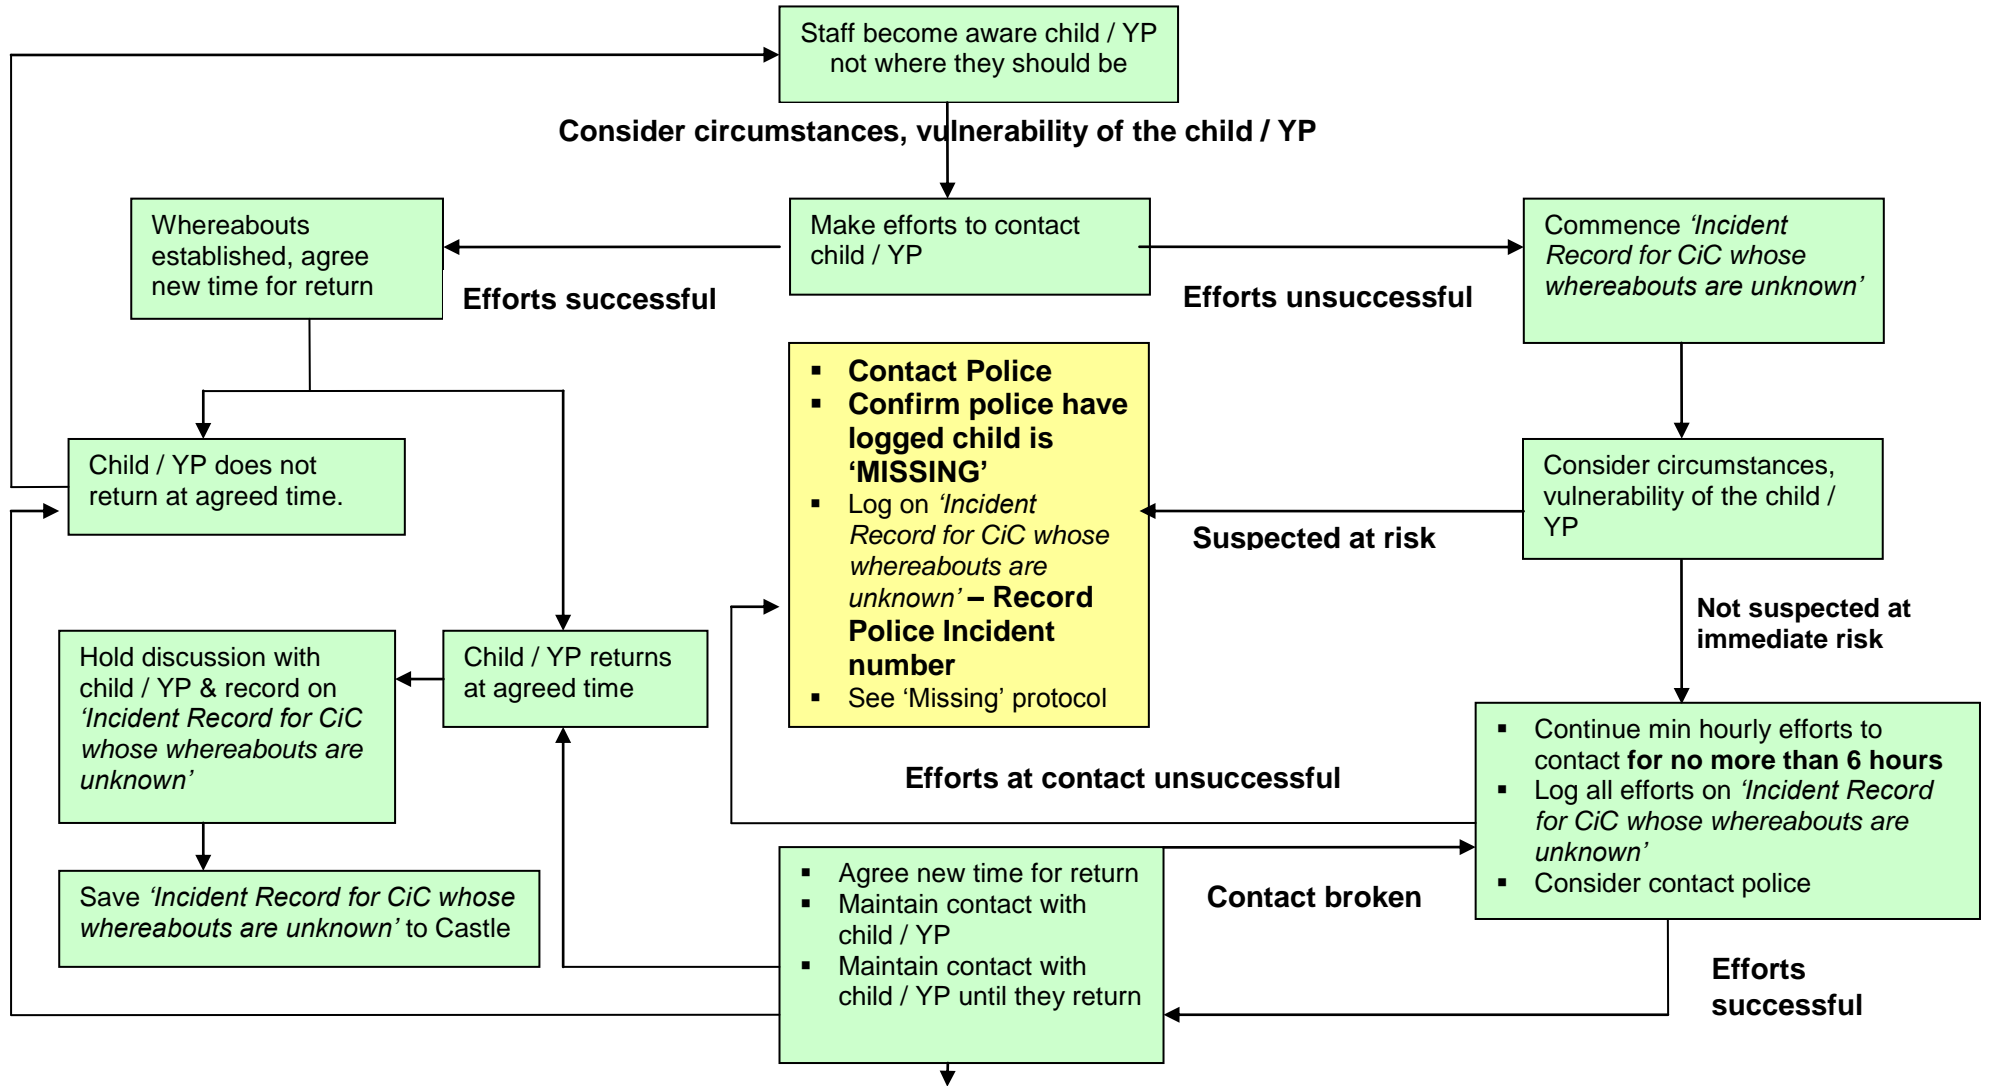 Staff become aware child / YP
not where they should be
Consider circumstances, vulnerability of the child / YP
Whereabouts
established, agree
new time for return
Efforts successful
Make efforts to contact
child / YP
Efforts unsuccessful
Commence ‘Incident
Record for CiC whose
whereabouts are unknown’
▪ Contact Police
▪ Confirm police have
logged child is
‘MISSING’
▪ Log on ‘Incident
Record for CiC whose
whereabouts are
unknown’ – Record
Police Incident
number
▪ See ‘Missing’ protocol
Child / YP does not
return at agreed time.
Consider circumstances,
vulnerability of the child /
YP
Suspected at risk
Not suspected at
immediate risk
Hold discussion with
child / YP & record on
‘Incident Record for CiC
whose whereabouts are
unknown’
Child / YP returns
at agreed time
Efforts at contact unsuccessful
▪ Continue min hourly efforts to
contact for no more than 6 hours
▪ Log all efforts on ‘Incident Record
for CiC whose whereabouts are
unknown’
▪ Consider contact police
Save ‘Incident Record for CiC whose
whereabouts are unknown’ to Castle
▪ Agree new time for return
▪ Maintain contact with
child / YP
▪ Maintain contact with
child / YP until they return
Contact broken
Efforts
successful